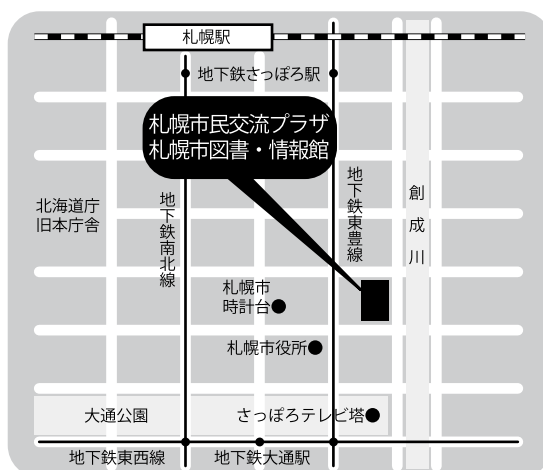 札幌駅
地下鉄さっぽろ駅
札幌市民交流プラザ
札幌市図書・情報館
北海道庁
旧本庁舎
地下鉄南北線
地下鉄東豊線
創成川
札幌市
時計台
札幌市役所
大通公園
さっぽろテレビ塔
地下鉄東西線
地下鉄大通駅